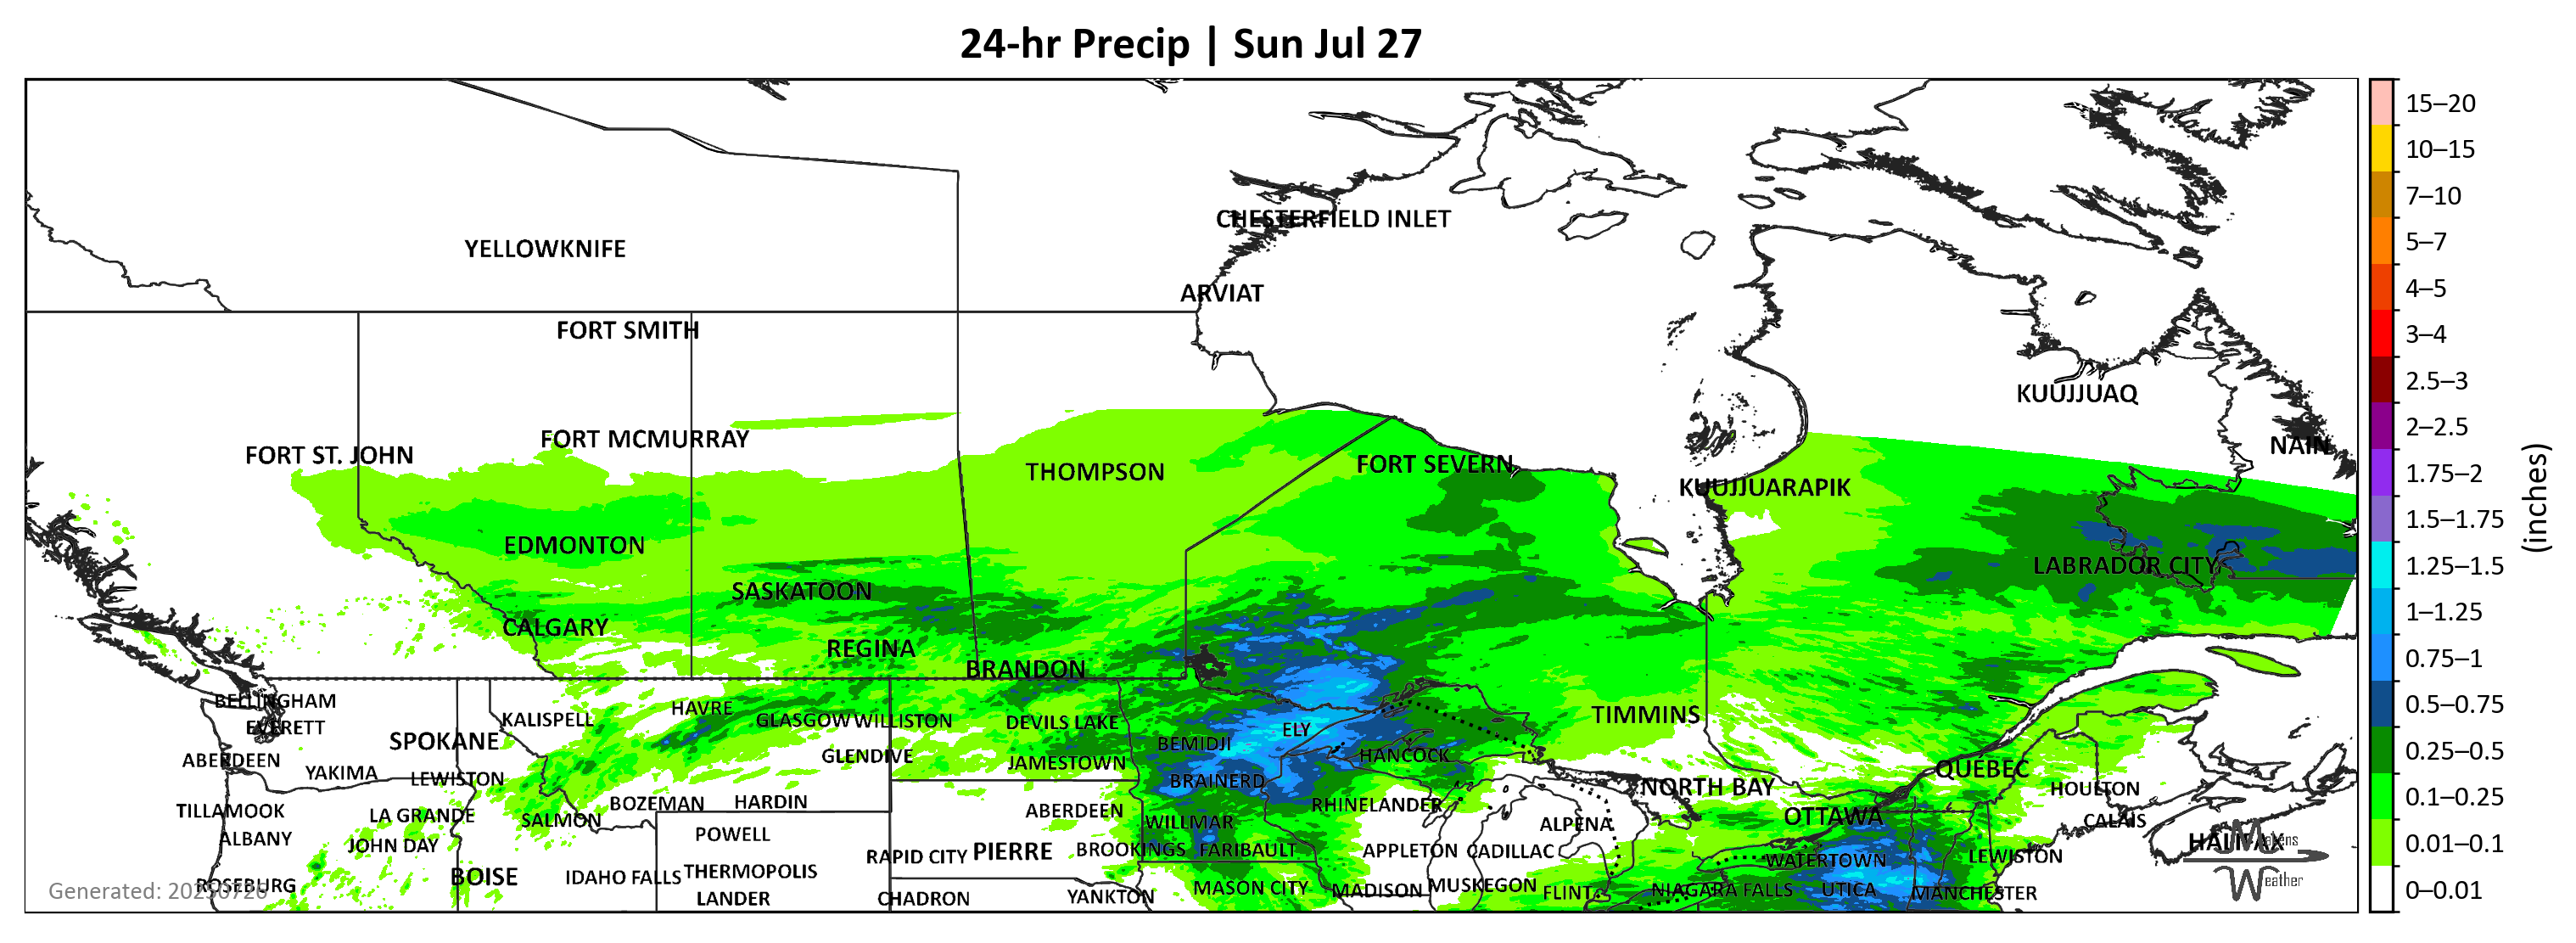 24-hr Precip | Sun Jul 27
CHESTERFIELD INLET
YELLOWKNIFE
ARVIAT
FORT SMITH
KUUJJUAQ
FORT MCMURRAY
NAIN
FORT ST. JOHN
THOMPSON
FORT SEVERN
KUUJJUARAPIK
EDMONTON
LABRADOR CITY
SASKATOON
CALGARY
REGINA
BRANDON
BELLINGHAM
HAVRE
KALISPELL
GLASGOW
WILLISTON
DEVILS LAKE
TIMMINS
EVERETT
ELY
SPOKANE
BEMIDJI
ABERDEEN
GLENDIVE
JAMESTOWN
HANCOCK
QUÉBEC
YAKIMA
LEWISTON
BRAINERD
NORTH BAY
HOULTON
TILLAMOOK
LA GRANDE
BOZEMAN
HARDIN
ABERDEEN
RHINELANDER
SALMON
WILLMAR
ALPENA
OTTAWA
CALAIS
ALBANY
JOHN DAY
POWELL
HALIFAX
RAPID CITY
PIERRE
BROOKINGS
FARIBAULT
APPLETON
CADILLAC
WATERTOWN
LEWISTON
BOISE
IDAHO FALLS
THERMOPOLIS
ROSEBURG
MASON CITY
MADISON
MUSKEGON
FLINT
NIAGARA FALLS
UTICA
MANCHESTER
LANDER
CHADRON
YANKTON
Generated: 20250726
Weather
15–20
10–15
7–10
5–7
4–5
3–4
2.5–3
2–2.5
1.75–2
1.5–1.75
1.25–1.5
1–1.25
0.75–1
0.5–0.75
0.25–0.5
0.1–0.25
0.01–0.1
0–0.01
(inches)